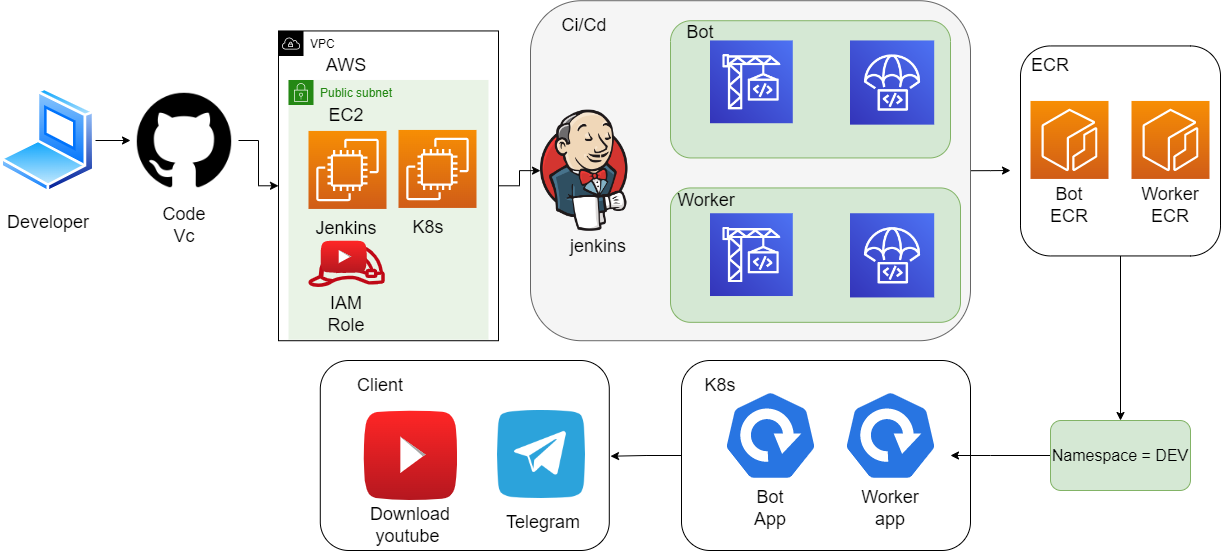 Developer
Code
Vc
VPC
AWS
Public subnet
EC2
Jenkins
K8s
IAM
Role
Ci/Cd
jenkins
Bot
</>
</>
Worker
</>
</>
ECR
Bot
ECR
Worker
ECR
Namespace = DEV
K8s
Bot
App
Worker
app
Client
Download
youtube
Telegram